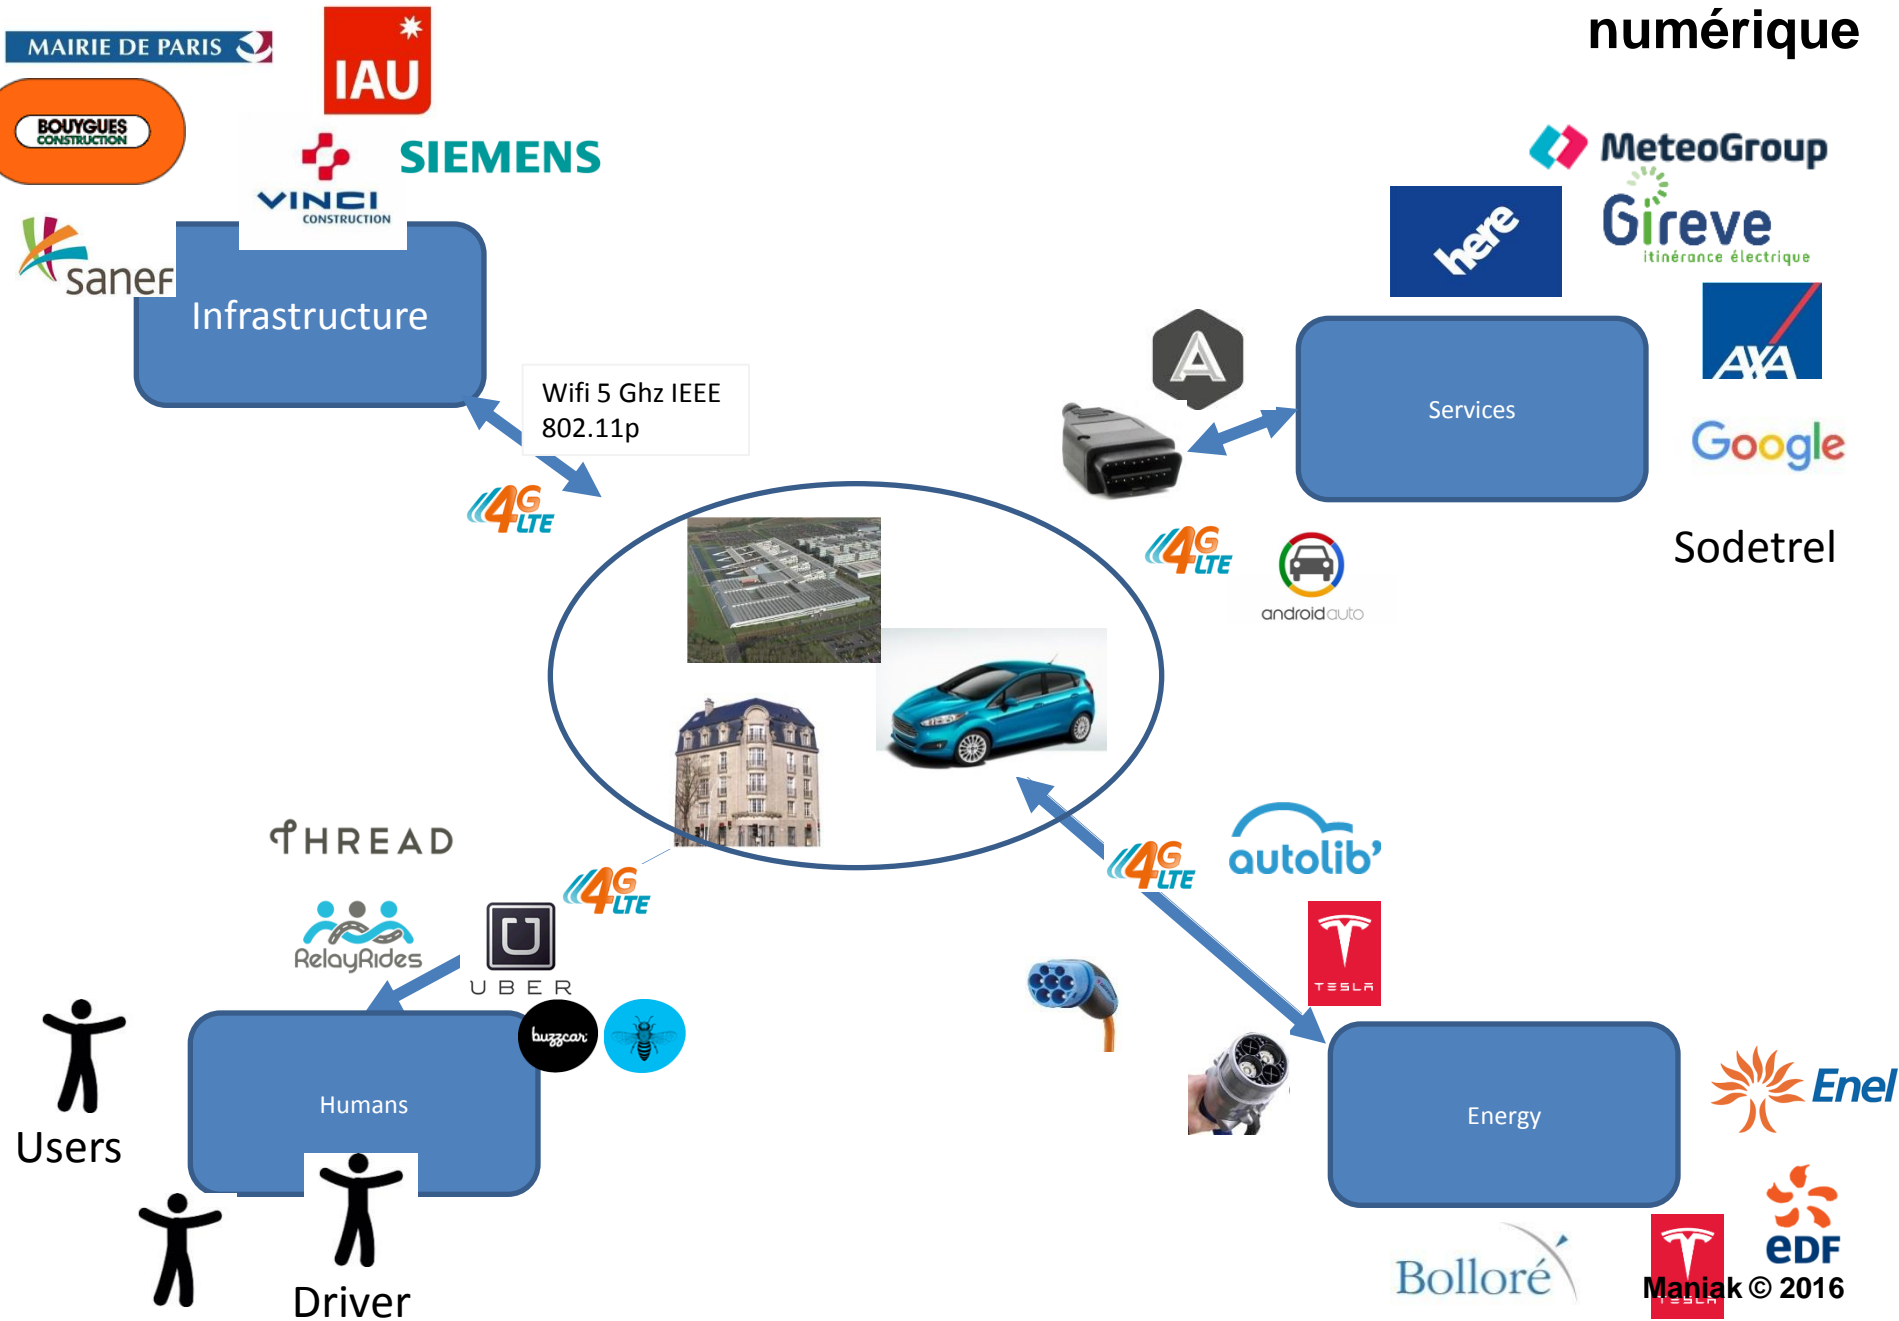 numérique
MAIRIE DE PARIS
IAU
BOUYGUES
CONSTRUCTION
SIEMENS
VINCI
CONSTRUCTION
sanef
Infrastructure
Wifi 5 Ghz IEEE
802.11p
4G
LTE
MeteoGroup
here
Gireve
itinérance électrique
A
AXA
Services
Google
Sodetrel
4G
LTE
androidauto
THREAD
RelayRides
4G
LTE
U
UBER
buzzcar
Humans
Users
Driver
4G
LTE
autolib'
TESLA
Energy
Enel
eDF
Bolloré
TESLA
Maniak © 2016